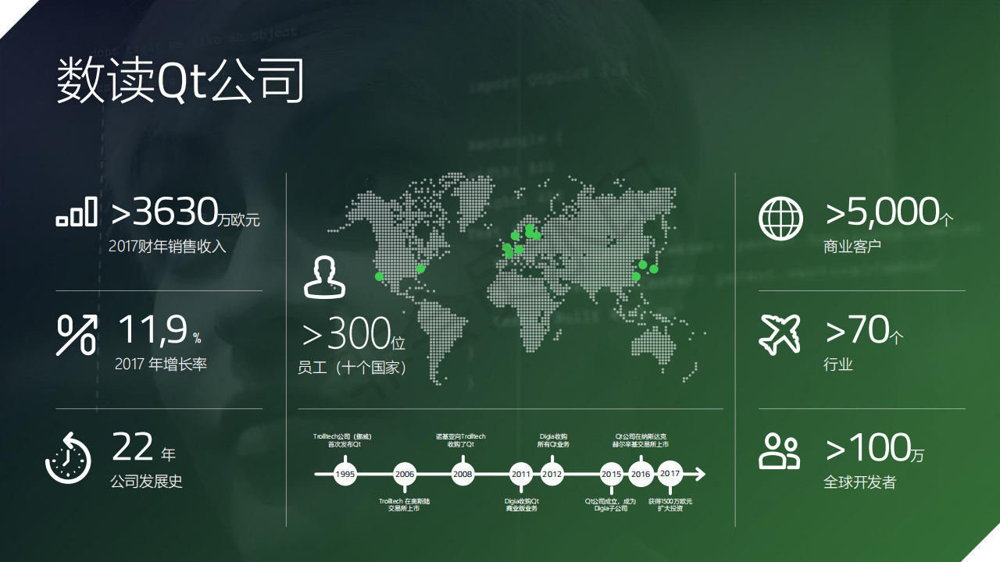 数读Qt公司
>3630万欧元
2017财年销售收入
11,9 %
2017 年增长率
22 年
公司发展史
>300位
员工（十个国家）
Trolltech公司（挪威）
首次发布Qt
诺基亚向Trolltech
收购了Qt
Digia收购
所有Qt业务
Qt公司在纳斯达克
赫尔辛基交易所上市
1995
2006
2008
2011
2012
2015
2016
2017
Trolltech 在奥斯陆
交易所上市
Digia收购Qt
商业版业务
Qt公司成立，成为
Digia子公司
获得1500万欧元
扩大投资
>5,000个
商业客户
>70个
行业
>100万
全球开发者